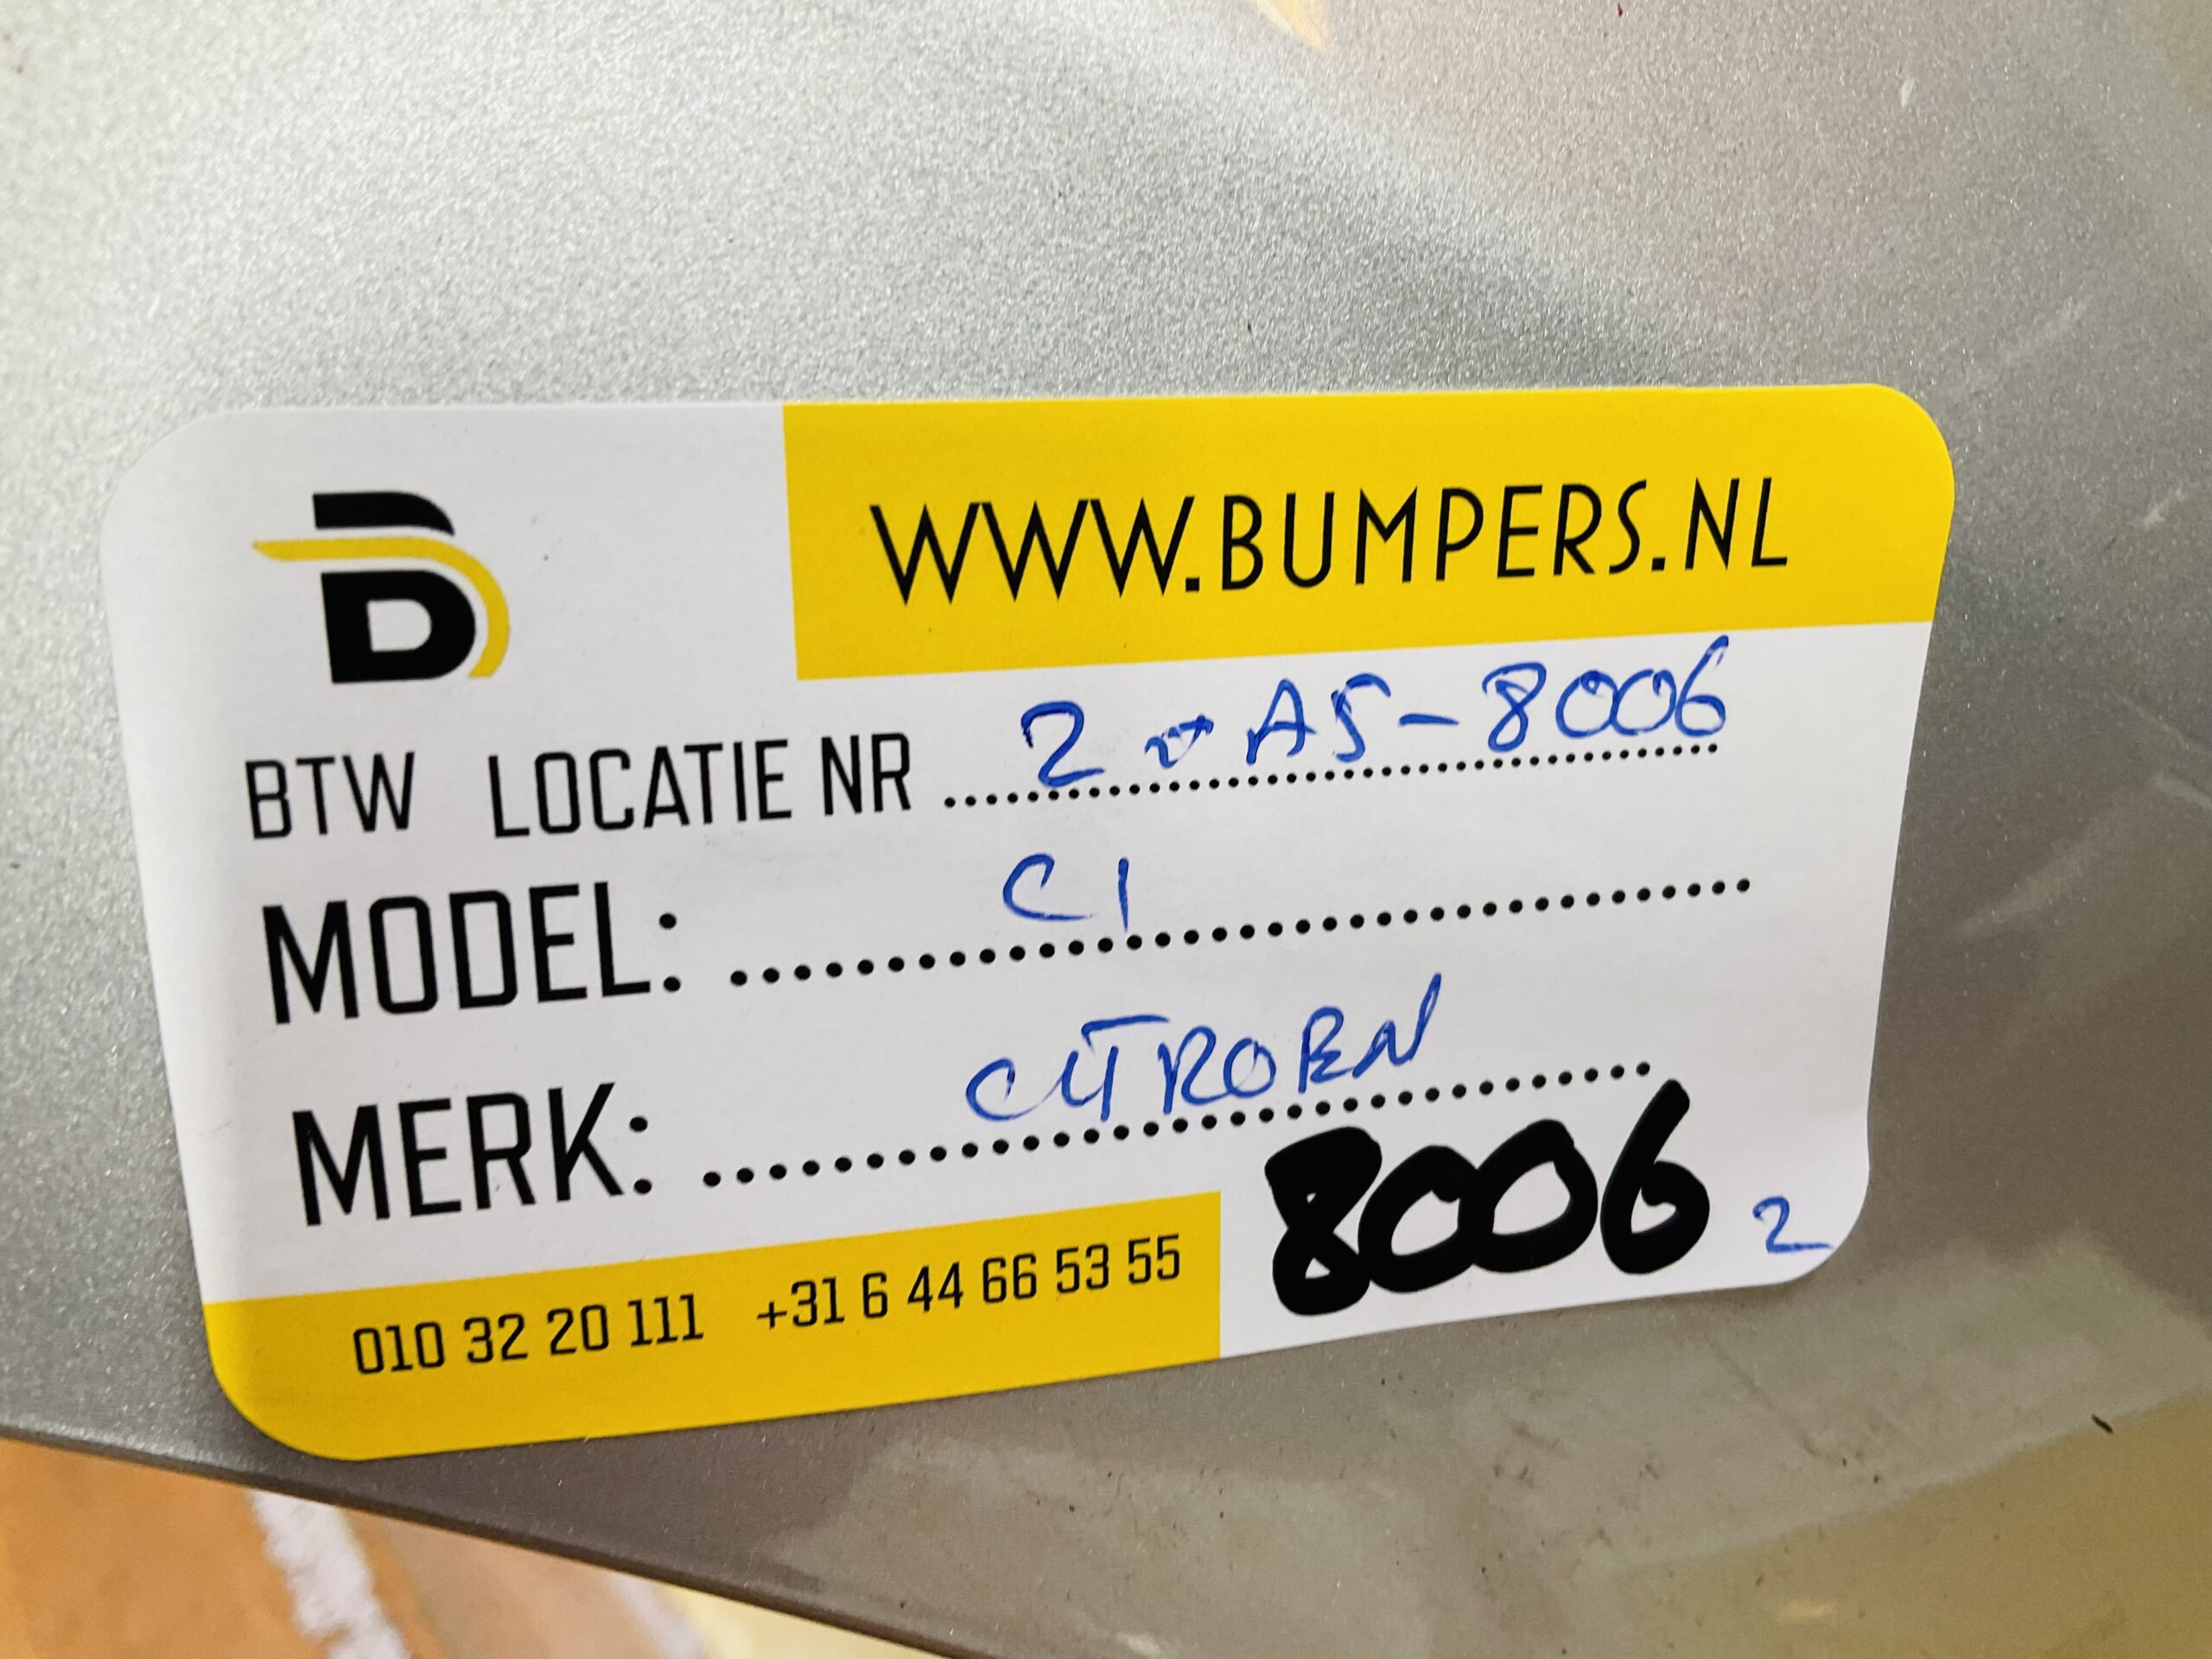 WWW.BUMPERS.NL
BTW LOCATIE NR 2 A5-8006
MODEL: C1
MERK: CITROEN
8006 2
010 32 20 111 +31 6 44 66 53 55